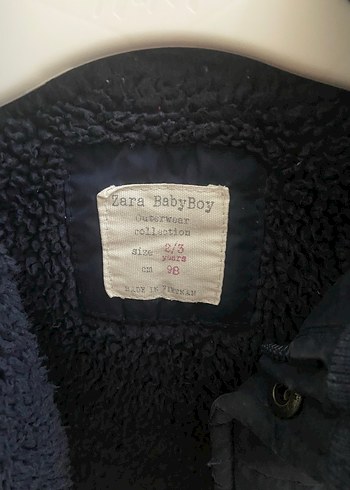 Zara BabyBoy
Outerwear
collection
size 2/3
years
cm 98
MADE IN VIETNAM